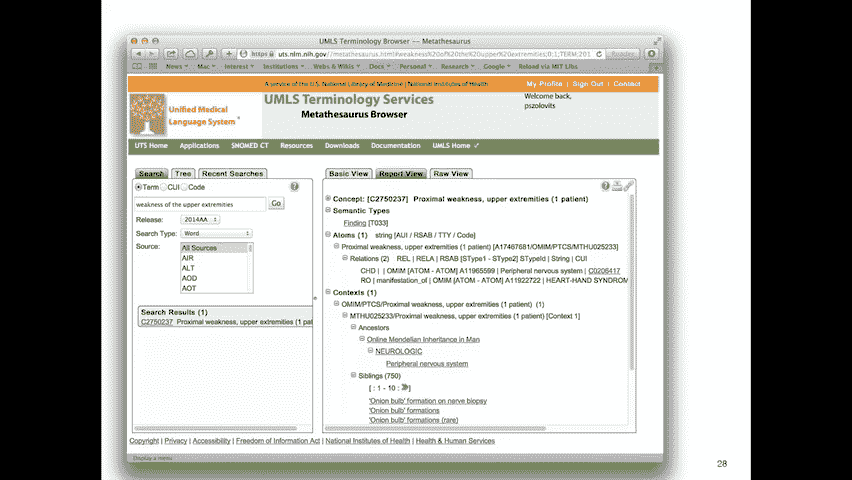 UMLS Terminology Browser — Metathesaurus
https uts.nlm.nih.gov//metathesaurus.html#weakness%20of%20the%20upper%20extremities;0;1;TERM;201
Reader
News Mac Interest Institutions Webs & Wikis Docs Personal Research Google Reload via MIT Libs
A service of the U.S. National Library of Medicine | National Institutes of Health
My Profile | Sign Out | Contact
Unified Medical
Language System
UMLS Terminology Services
Metathesaurus Browser
Welcome back,
pszolovits
UTS Home Applications SNOMED CT Resources Downloads Documentation UMLS Home
Search Tree Recent Searches
Term CUI Code
weakness of the upper extremities Go
Release: 2014AA
Search Type: Word
Source: All Sources
AIR
ALT
AOD
AOT
Search Results (1)
C2750237 Proximal weakness, upper extremities (1 pat
Basic View Report View Raw View
Concept: [C2750237] Proximal weakness, upper extremities (1 patient)
Semantic Types
Finding [T033]
Atoms (1) string [AUI / RSAB / TTY / Code]
Proximal weakness, upper extremities (1 patient) [A17467681/OMIM/PTCS/MTHU025233]
Relations (2) REL | RELA | RSAB [SType1 - SType2] STypeId | String | CUI
CHD | | OMIM [ATOM - ATOM] A11965599 | Peripheral nervous system | C0206417
RO | manifestation_of | OMIM [ATOM - ATOM] A11922722 | HEART-HAND SYNDROM
Contexts (1)
OMIM/PTCS/Proximal weakness, upper extremities (1 patient) (1)
MTHU025233/Proximal weakness, upper extremities (1 patient) [Context 1]
Ancestors
Online Mendelian Inheritance in Man
NEUROLOGIC
Peripheral nervous system
Siblings (750)
[ : 1 - 10 : ]
'Onion bulb' formation on nerve biopsy
'Onion bulb' formations
'Onion bulb' formations (rare)
Copyright | Privacy | Accessibility | Freedom of Information Act | National Institutes of Health | Health & Human Services
Display a menu
28